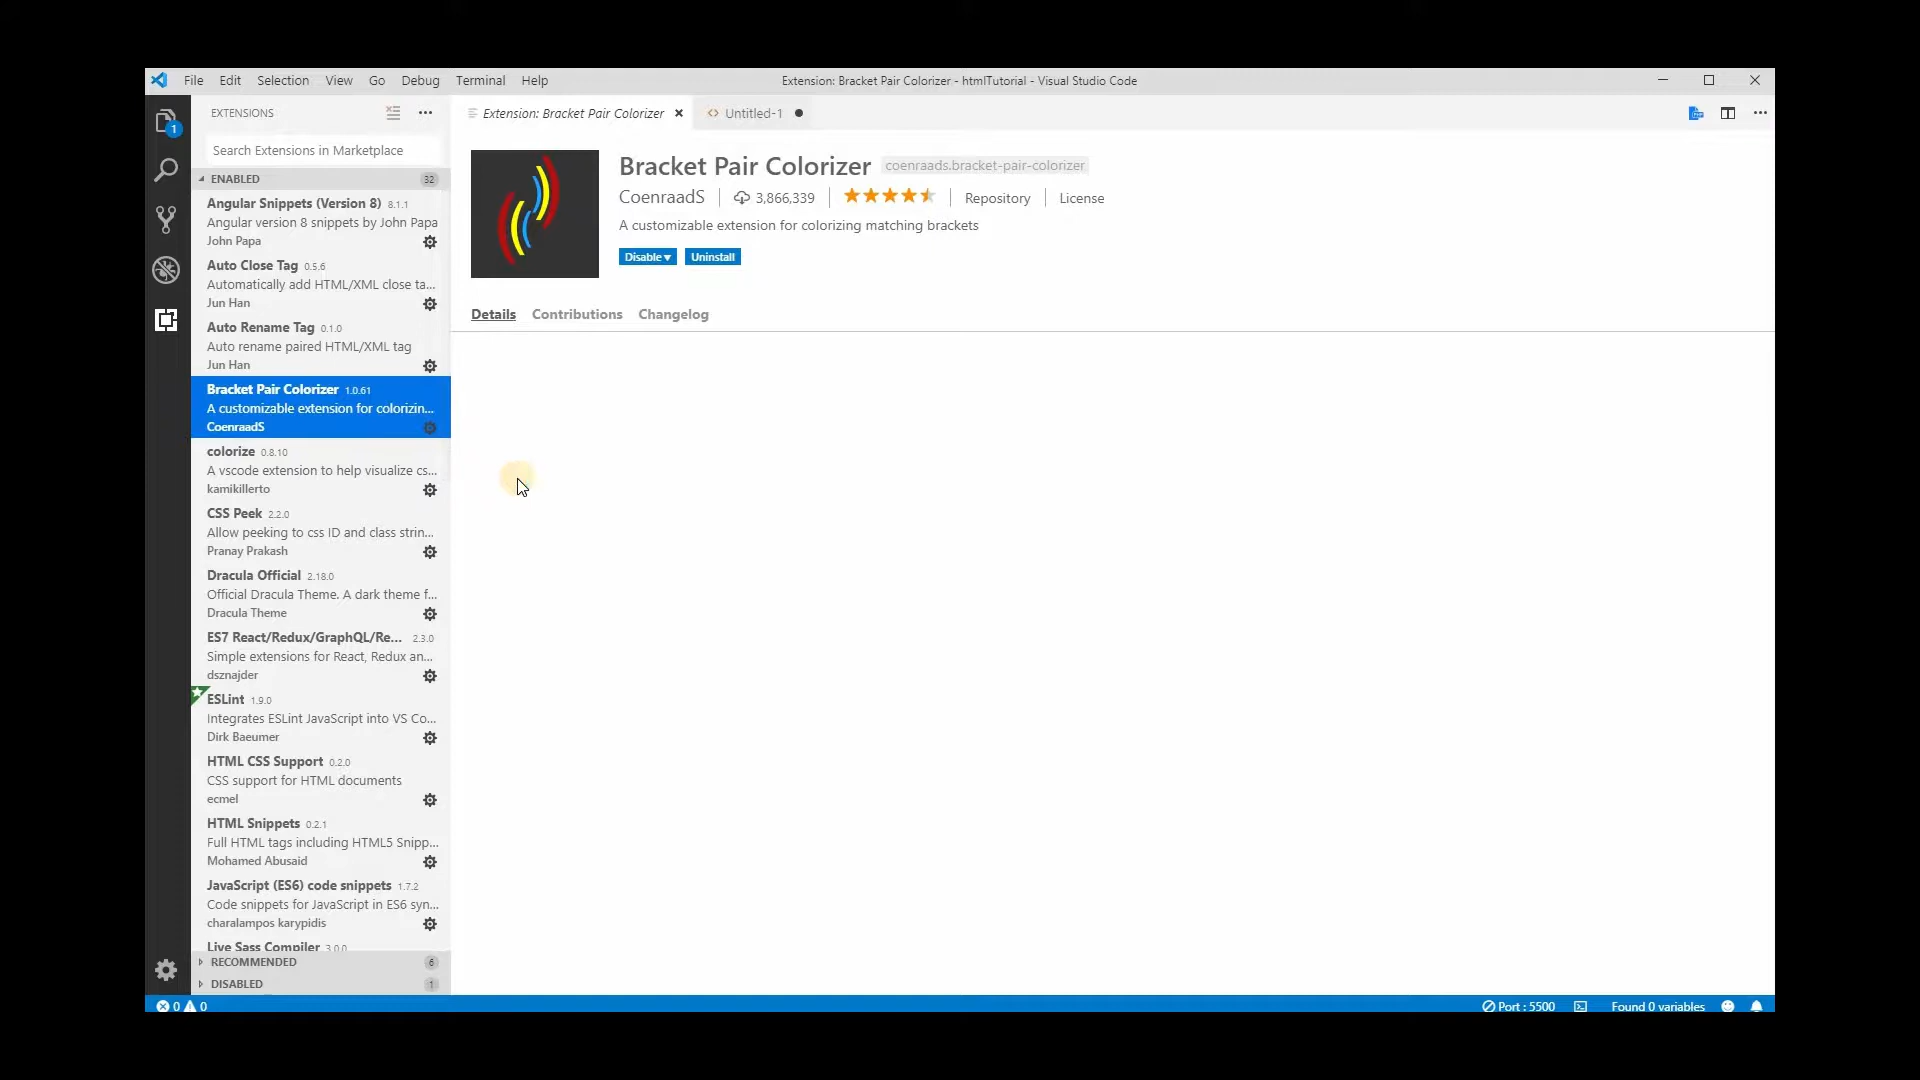 File Edit Selection View Go Debug Terminal Help
Extension: Bracket Pair Colorizer - htmlTutorial - Visual Studio Code
EXTENSIONS
Extension: Bracket Pair Colorizer
Untitled-1
1
Search Extensions in Marketplace
ENABLED 32
Angular Snippets (Version 8) 8.1.1
Angular version 8 snippets by John Papa
John Papa
Auto Close Tag 0.5.6
Automatically add HTML/XML close ta...
Jun Han
Auto Rename Tag 0.1.0
Auto rename paired HTML/XML tag
Jun Han
Bracket Pair Colorizer 1.0.61
A customizable extension for colorizin...
CoenraadS
colorize 0.8.10
A vscode extension to help visualize cs...
kamikillerto
CSS Peek 2.2.0
Allow peeking to css ID and class strin...
Pranay Prakash
Dracula Official 2.18.0
Official Dracula Theme. A dark theme f...
Dracula Theme
ES7 React/Redux/GraphQL/Re... 2.3.0
Simple extensions for React, Redux an...
dsznajder
ESLint 1.9.0
Integrates ESLint JavaScript into VS Co...
Dirk Baeumer
HTML CSS Support 0.2.0
CSS support for HTML documents
ecmel
HTML Snippets 0.2.1
Full HTML tags including HTML5 Snipp...
Mohamed Abusaid
JavaScript (ES6) code snippets 1.7.2
Code snippets for JavaScript in ES6 syn...
charalampos karypidis
Live Sass Compiler 3.0.0
RECOMMENDED 6
DISABLED 1
Bracket Pair Colorizer coenraads.bracket-pair-colorizer
CoenraadS 3,866,339 Repository License
A customizable extension for colorizing matching brackets
Disable Uninstall
Details Contributions Changelog
0 0
Port : 5500 Found 0 variables